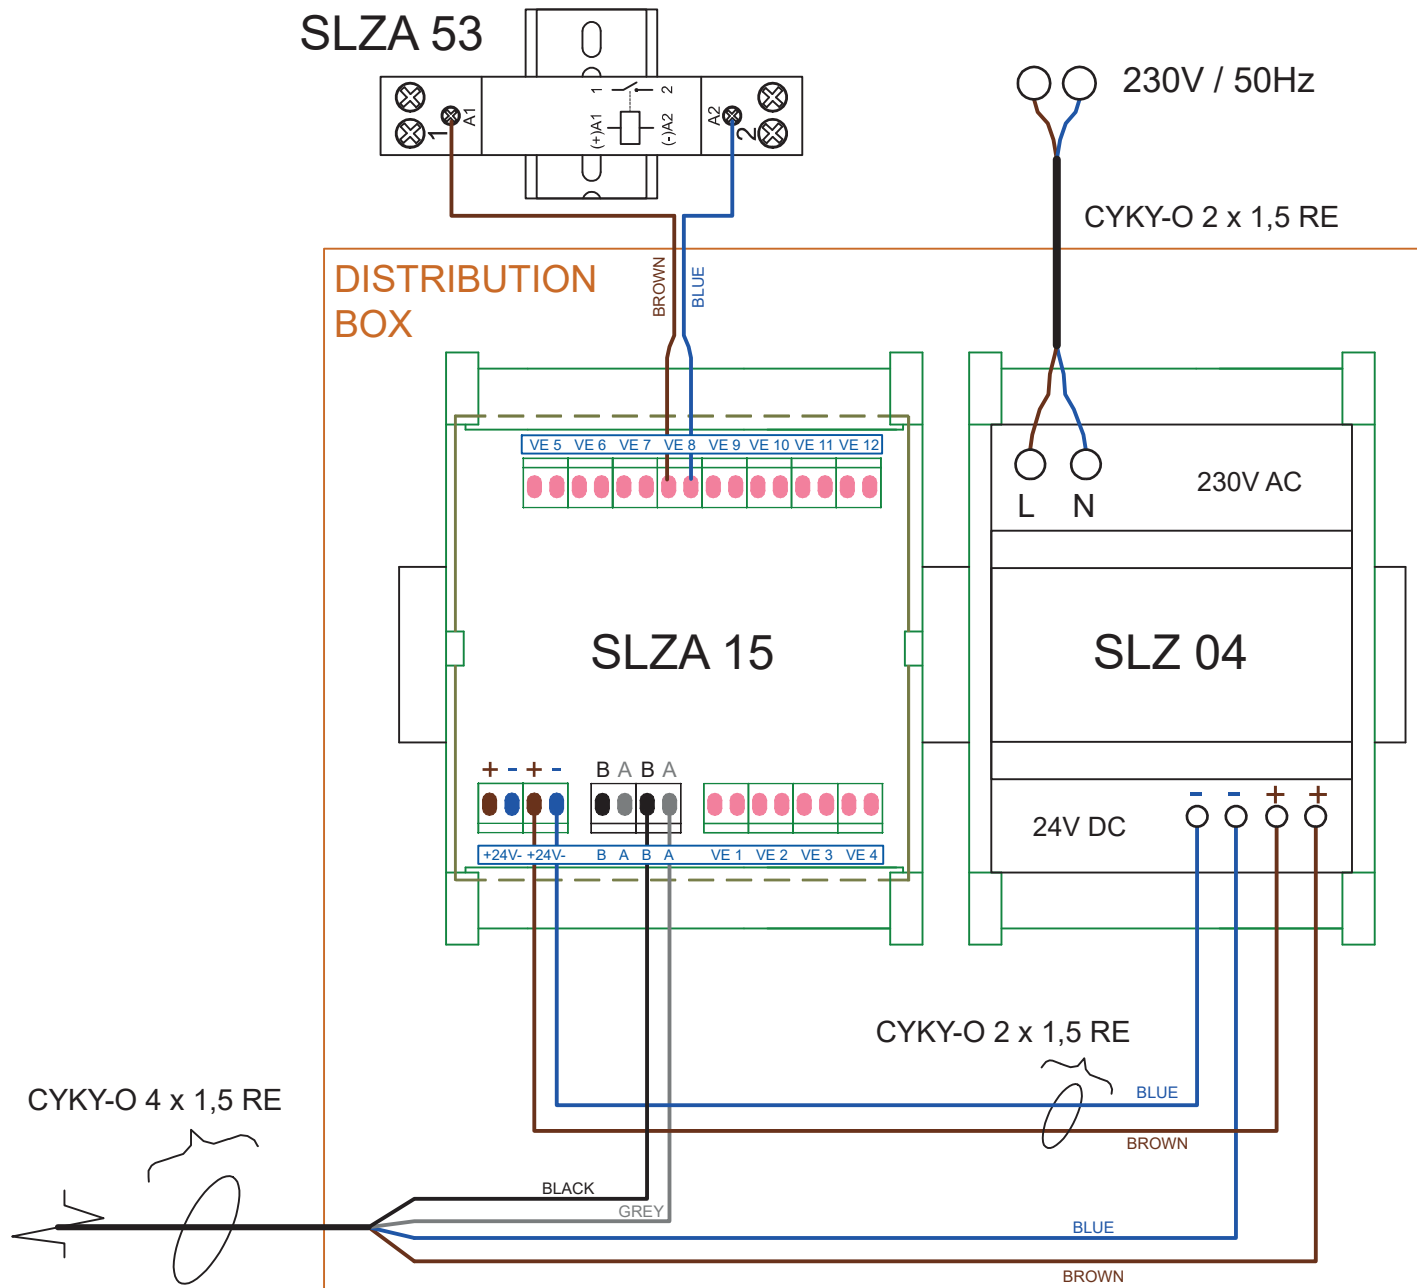 SLZA 53
230V / 50Hz
1 2
(+)A1 (-)A2
A1
1
A2
2
CYKY-O 2 x 1,5 RE
DISTRIBUTION
BOX
BROWN
BLUE
VE 5 VE 6 VE 7 VE 8 VE 9 VE 10 VE 11 VE 12
L N
230V AC
SLZA 15
SLZ 04
+ - + -
B A B A
- - + +
24V DC
+24V- +24V- B A B A VE 1 VE 2 VE 3 VE 4
CYKY-O 2 x 1,5 RE
CYKY-O 4 x 1,5 RE
BLUE
BROWN
BLACK
GREY
BLUE
BROWN